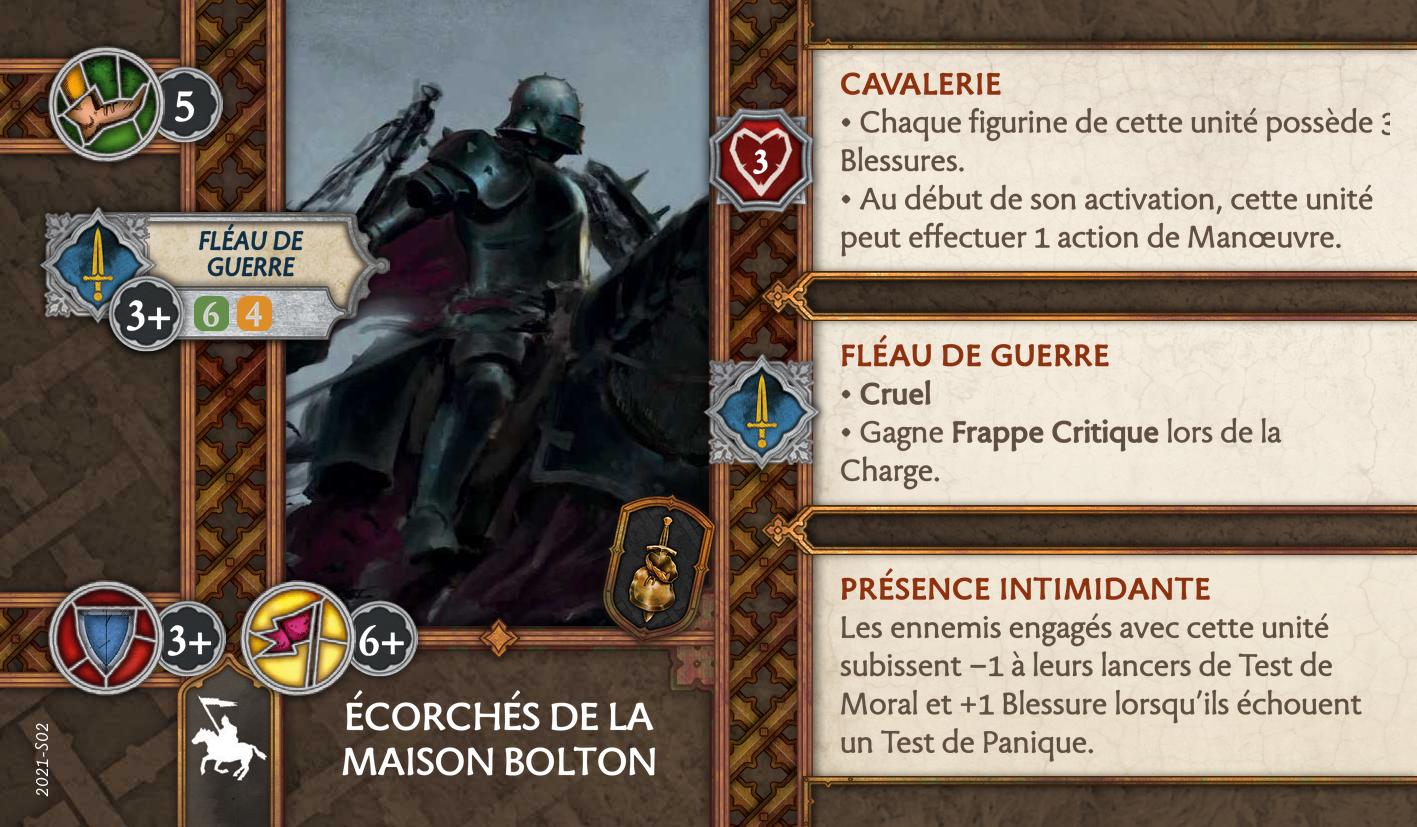 5
FLÉAU DE
GUERRE
3+ 6 4
3+ 6+
ÉCORCHÉS DE LA
MAISON BOLTON
2021-S02
3
CAVALERIE
• Chaque figurine de cette unité possède 3
Blessures.
• Au début de son activation, cette unité
peut effectuer 1 action de Manœuvre.
FLÉAU DE GUERRE
• Cruel
• Gagne Frappe Critique lors de la
Charge.
PRÉSENCE INTIMIDANTE
Les ennemis engagés avec cette unité
subissent –1 à leurs lancers de Test de
Moral et +1 Blessure lorsqu’ils échouent
un Test de Panique.